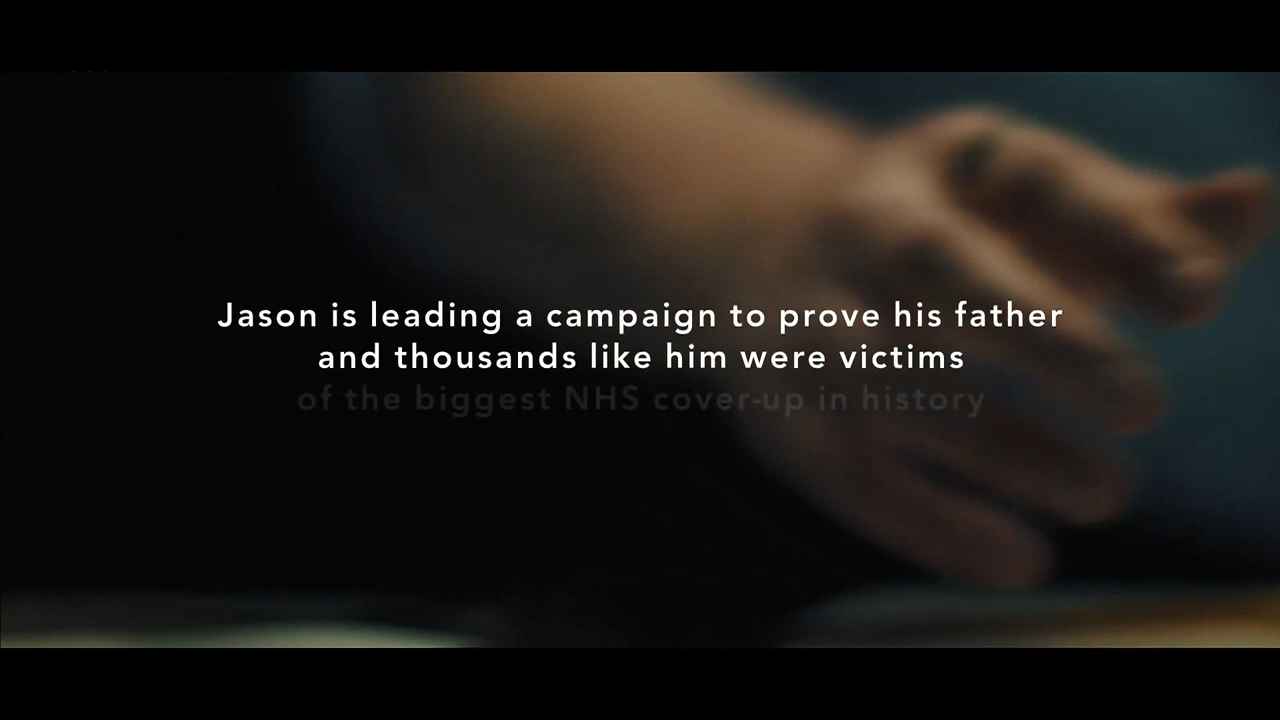 Jason is leading a campaign to prove his father
and thousands like him were victims
of the biggest NHS cover-up in history